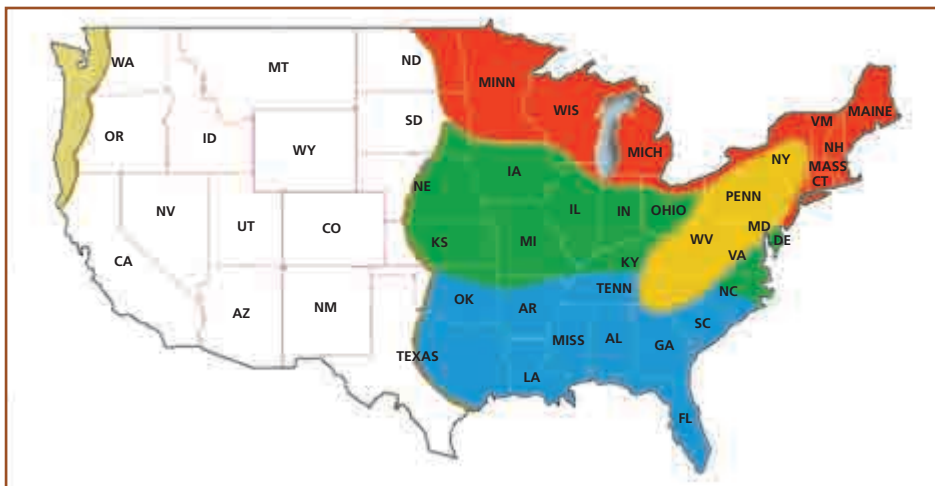 WA
MT
ND
MINN
OR
ID
SD
WIS
MICH
VM
MAINE
NH
NY
MASS
CT
WY
NE
IA
PENN
NV
UT
CO
IL
IN
OHIO
MD
DE
CA
KS
MI
WV
VA
KY
AZ
NM
OK
AR
TENN
NC
SC
TEXAS
MISS
AL
GA
LA
FL